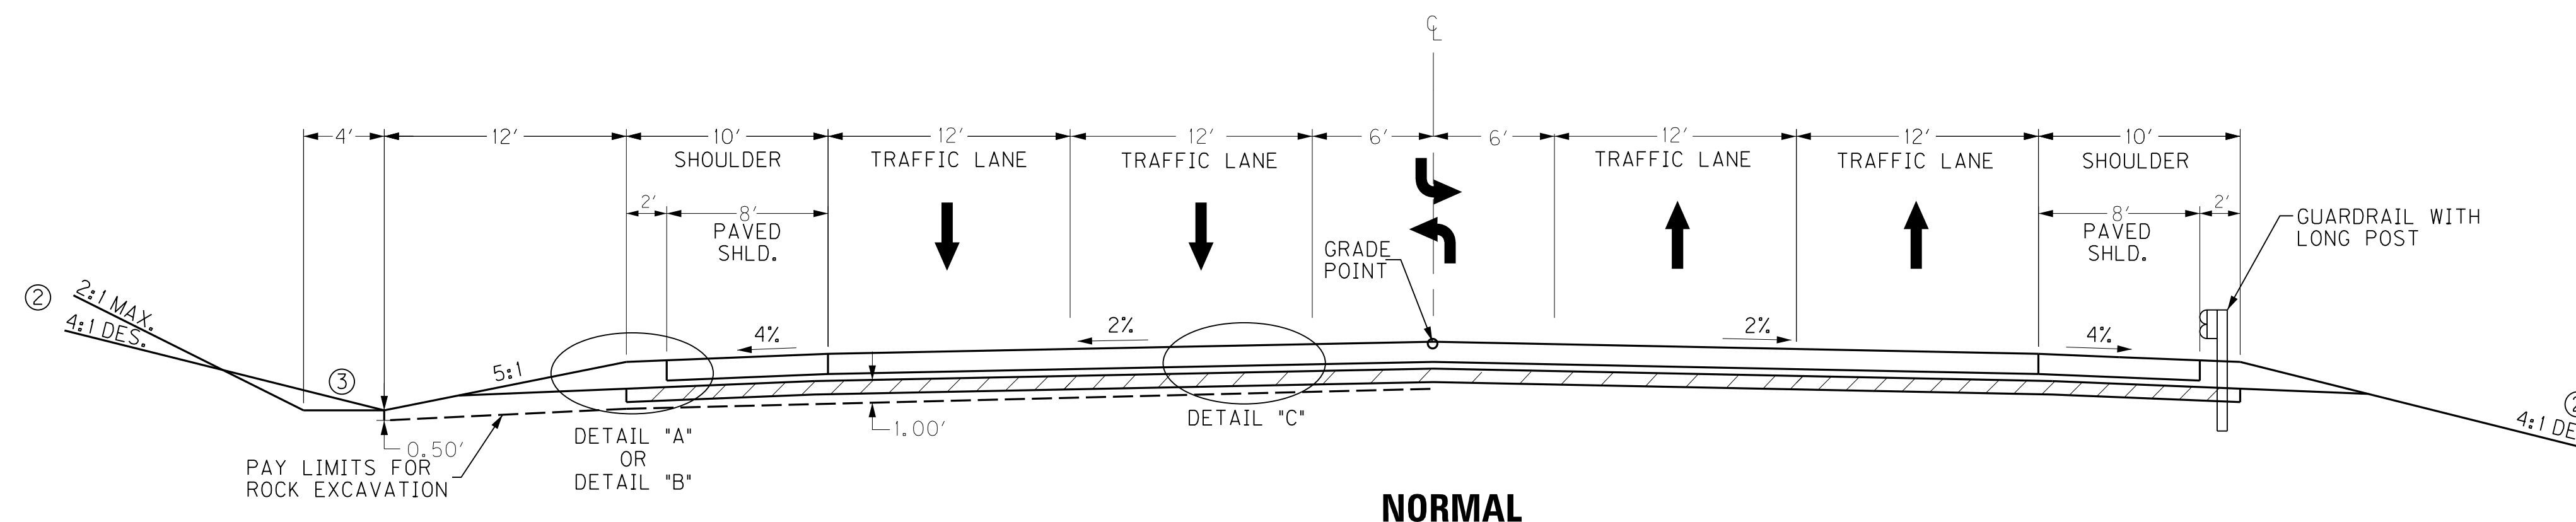 ℄
4' 12' 10' 12' 12' 6' 6' 12' 12' 10'
SHOULDER TRAFFIC LANE TRAFFIC LANE TRAFFIC LANE TRAFFIC LANE SHOULDER
2' 8' 8' 2'
PAVED
SHLD.
PAVED
SHLD.
GUARDRAIL WITH
LONG POST
GRADE
POINT
2
2:1 MAX.
4:1 DES.
3
5:1
4%
2%
2%
4%
0.50'
1.00'
PAY LIMITS FOR
ROCK EXCAVATION
DETAIL "A"
OR
DETAIL "B"
DETAIL "C"
4:1 DE
NORMAL